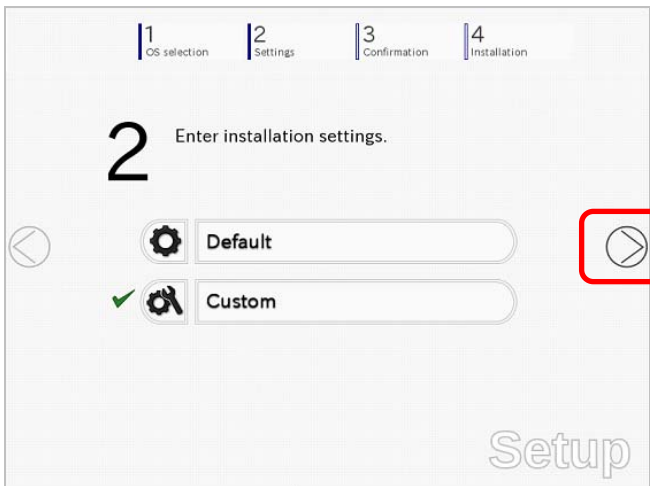 1
OS selection
2
Settings
3
Confirmation
4
Installation
2
Enter installation settings.
Default
Custom
Setup